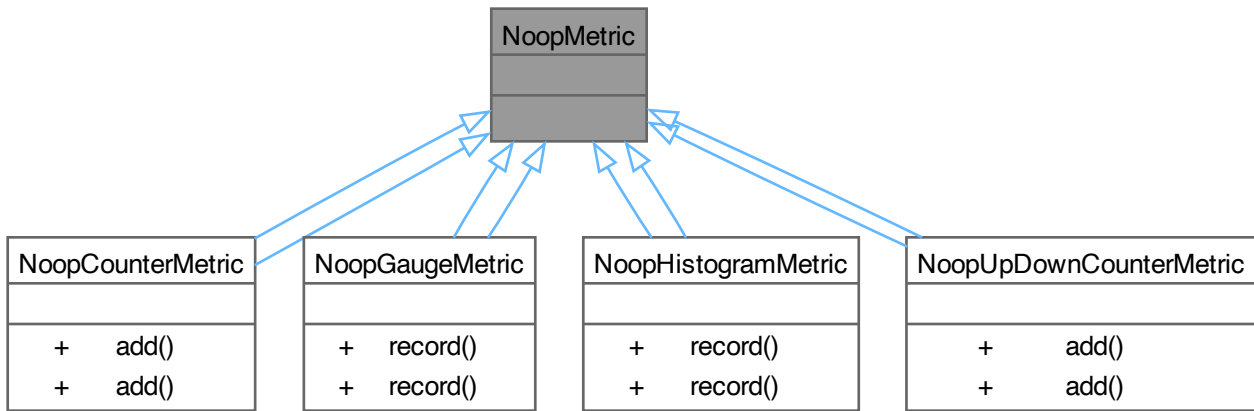 NoopMetric
NoopCounterMetric
+ add()
+ add()
NoopGaugeMetric
+ record()
+ record()
NoopHistogramMetric
+ record()
+ record()
NoopUpDownCounterMetric
+ add()
+ add()